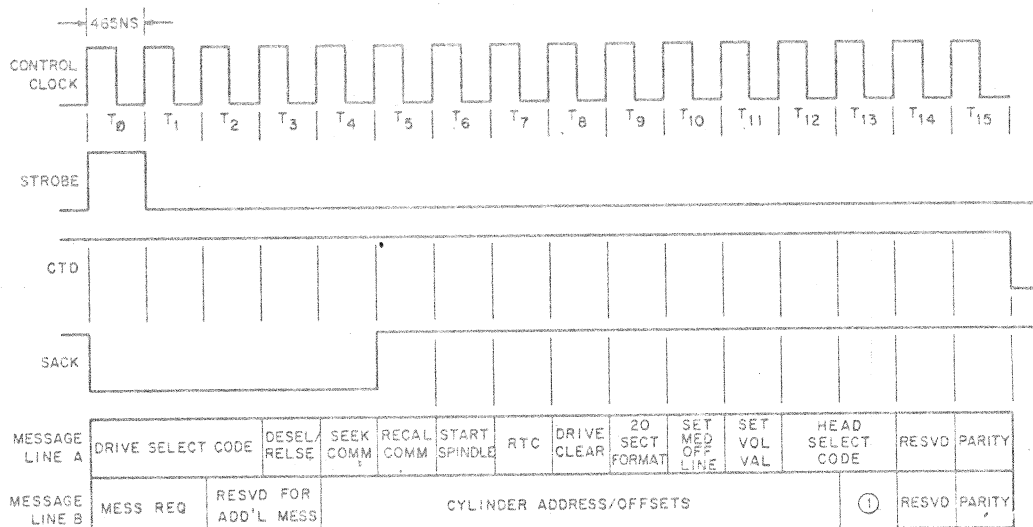 465NS
CONTROL
CLOCK
T0 T1 T2 T3 T4 T5 T6 T7 T8 T9 T10 T11 T12 T13 T14 T15
STROBE
CTD
SACK
MESSAGE
LINE A
DRIVE SELECT CODE
DESEL/
RELSE
SEEK
COMM
RECAL
COMM
START
SPINDLE
RTC
DRIVE
CLEAR
20
SECT
FORMAT
SET
MED
OFF
LINE
SET
VOL
VAL
HEAD
SELECT
CODE
RESVD
PARITY
MESSAGE
LINE B
MESS REQ
RESVD FOR
ADD'L MESS
CYLINDER ADDRESS/OFFSETS
①
RESVD
PARITY